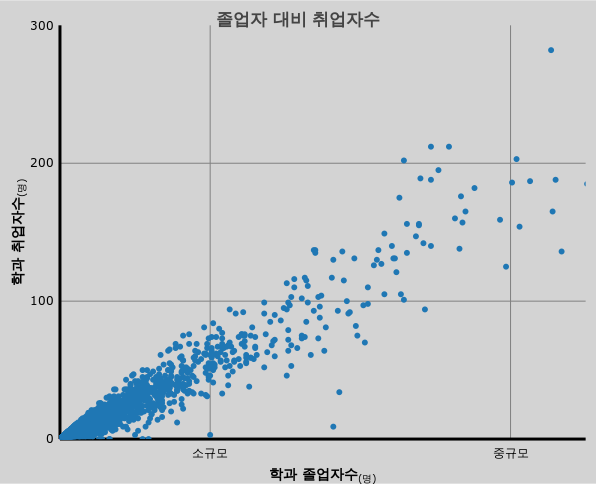 졸업자 대비 취업자수
300
200
100
0
학과 취업자수(명)
소규모
중규모
학과 졸업자수(명)